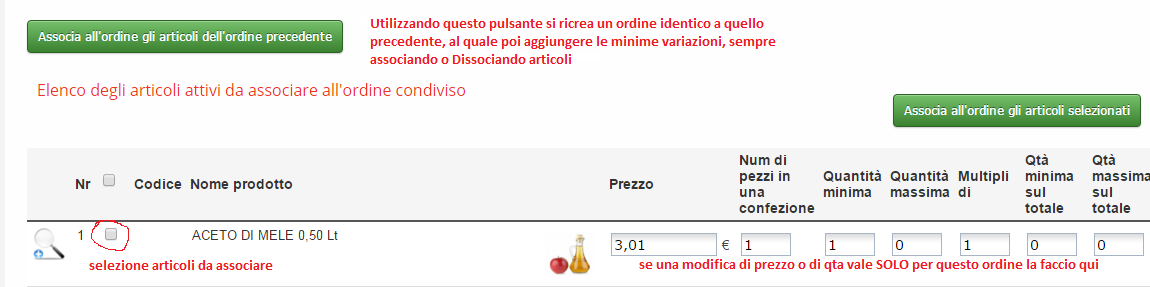 Associa all'ordine gli articoli dell'ordine precedente
Utilizzando questo pulsante si ricrea un ordine identico a quello
precedente, al quale poi aggiungere le minime variazioni, sempre
associando o Dissociando articoli
Elenco degli articoli attivi da associare all'ordine condiviso
Associa all'ordine gli articoli selezionati
Nr Codice Nome prodotto Prezzo Num di pezzi in una confezione Quantità minima Quantità massima Multipli di Qtà minima sul totale Qtà massima sul totale
1 ACETO DI MELE 0,50 Lt 3,01 € 1 1 0 1 0 0
selezione articoli da associare
se una modifica di prezzo o di qta vale SOLO per questo ordine la faccio qui